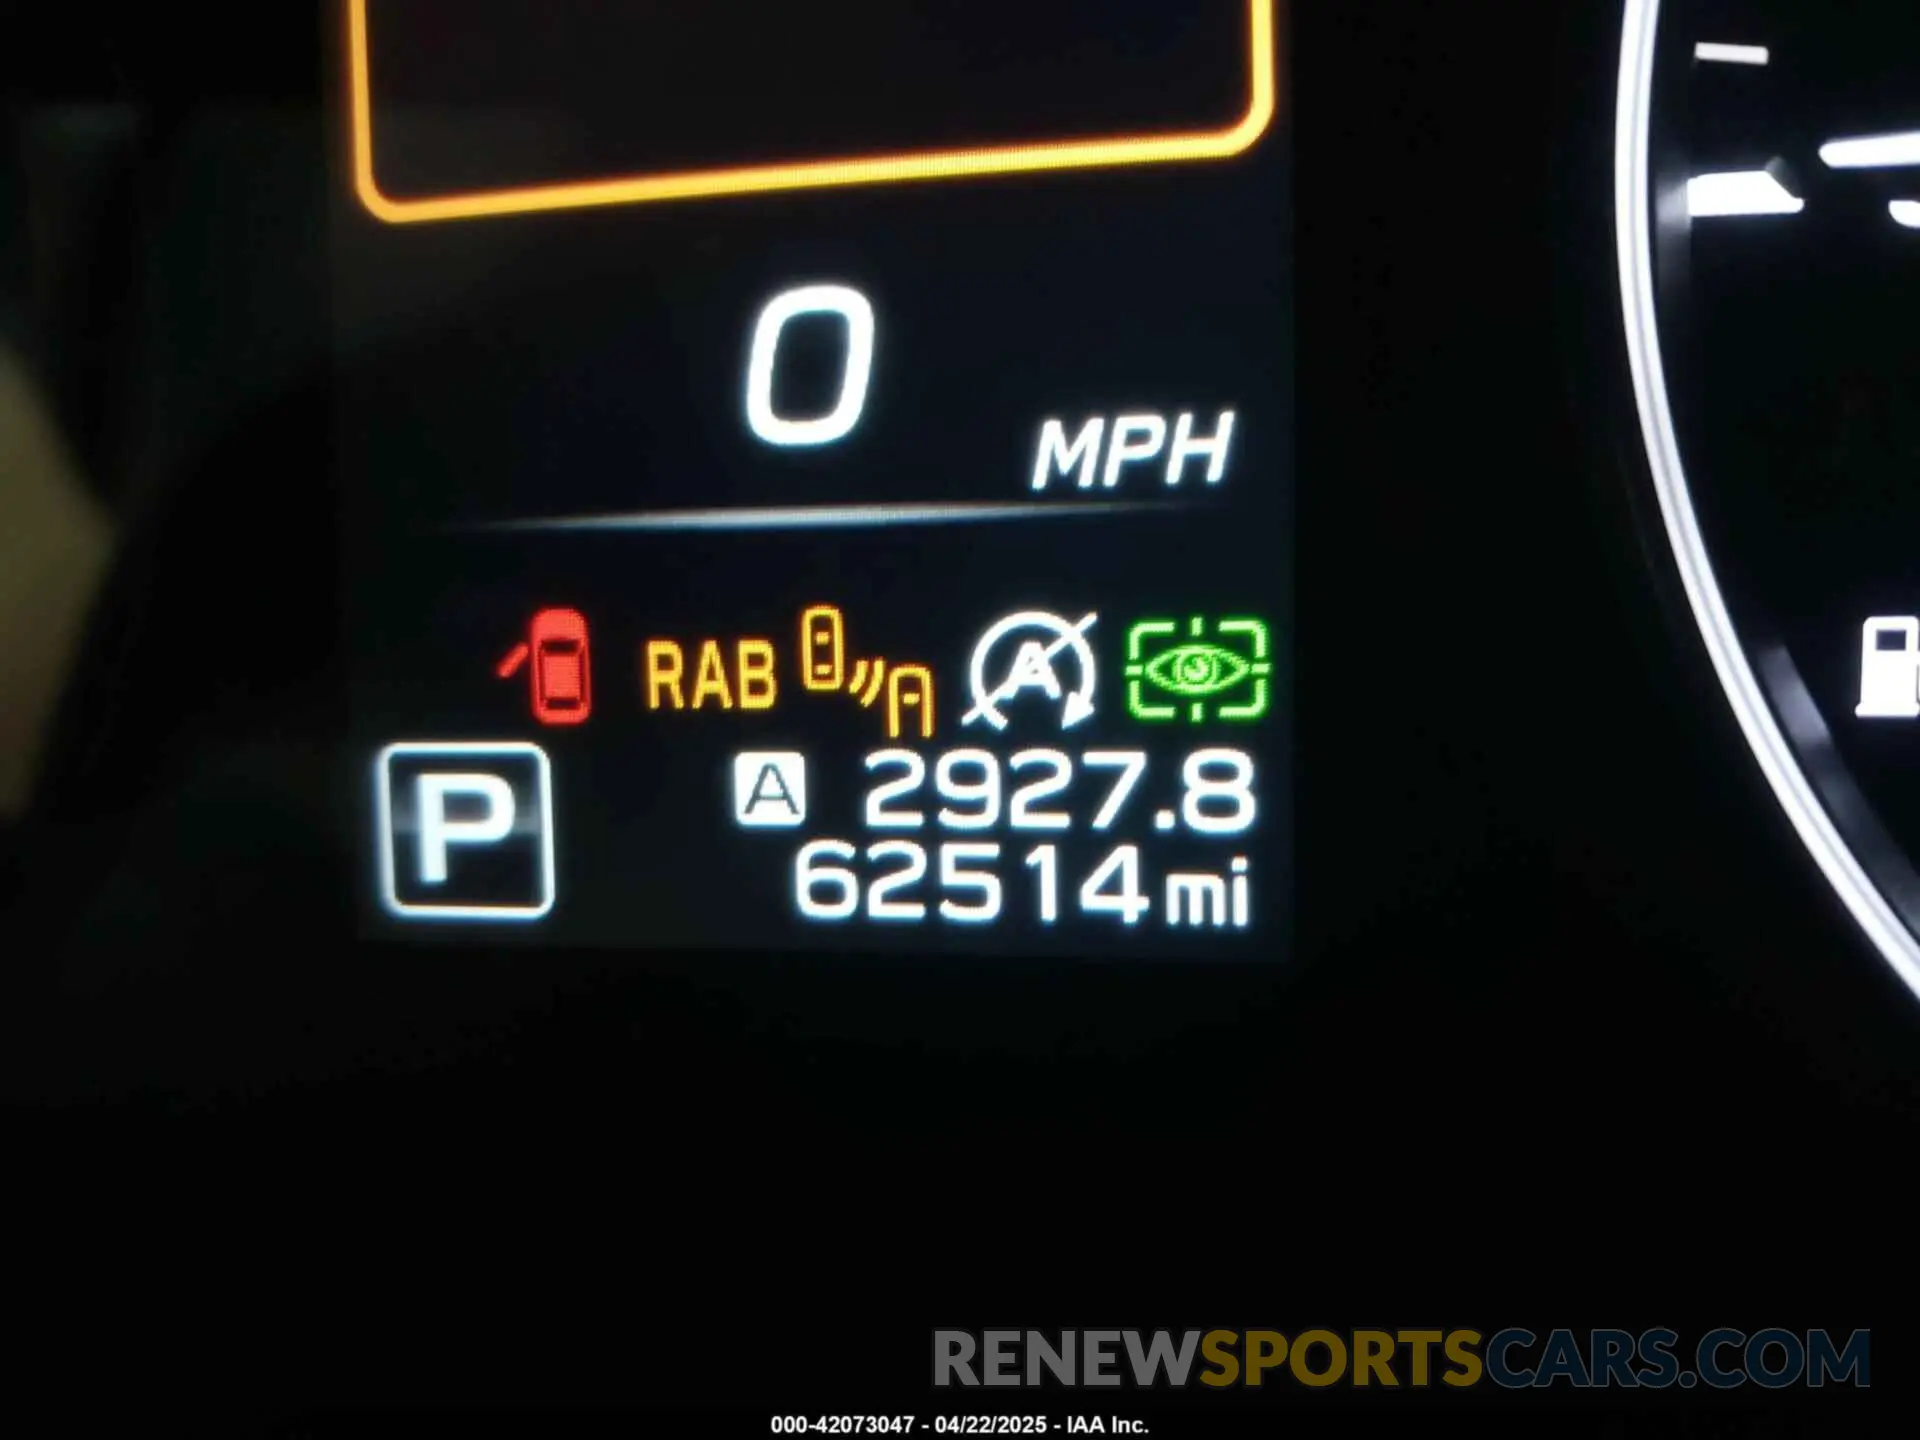 0
MPH
RAB
A
P
A 2927.8
62514 mi
RENEWSPORTSCARS.COM
000-42073047 - 04/22/2025 - IAA Inc.